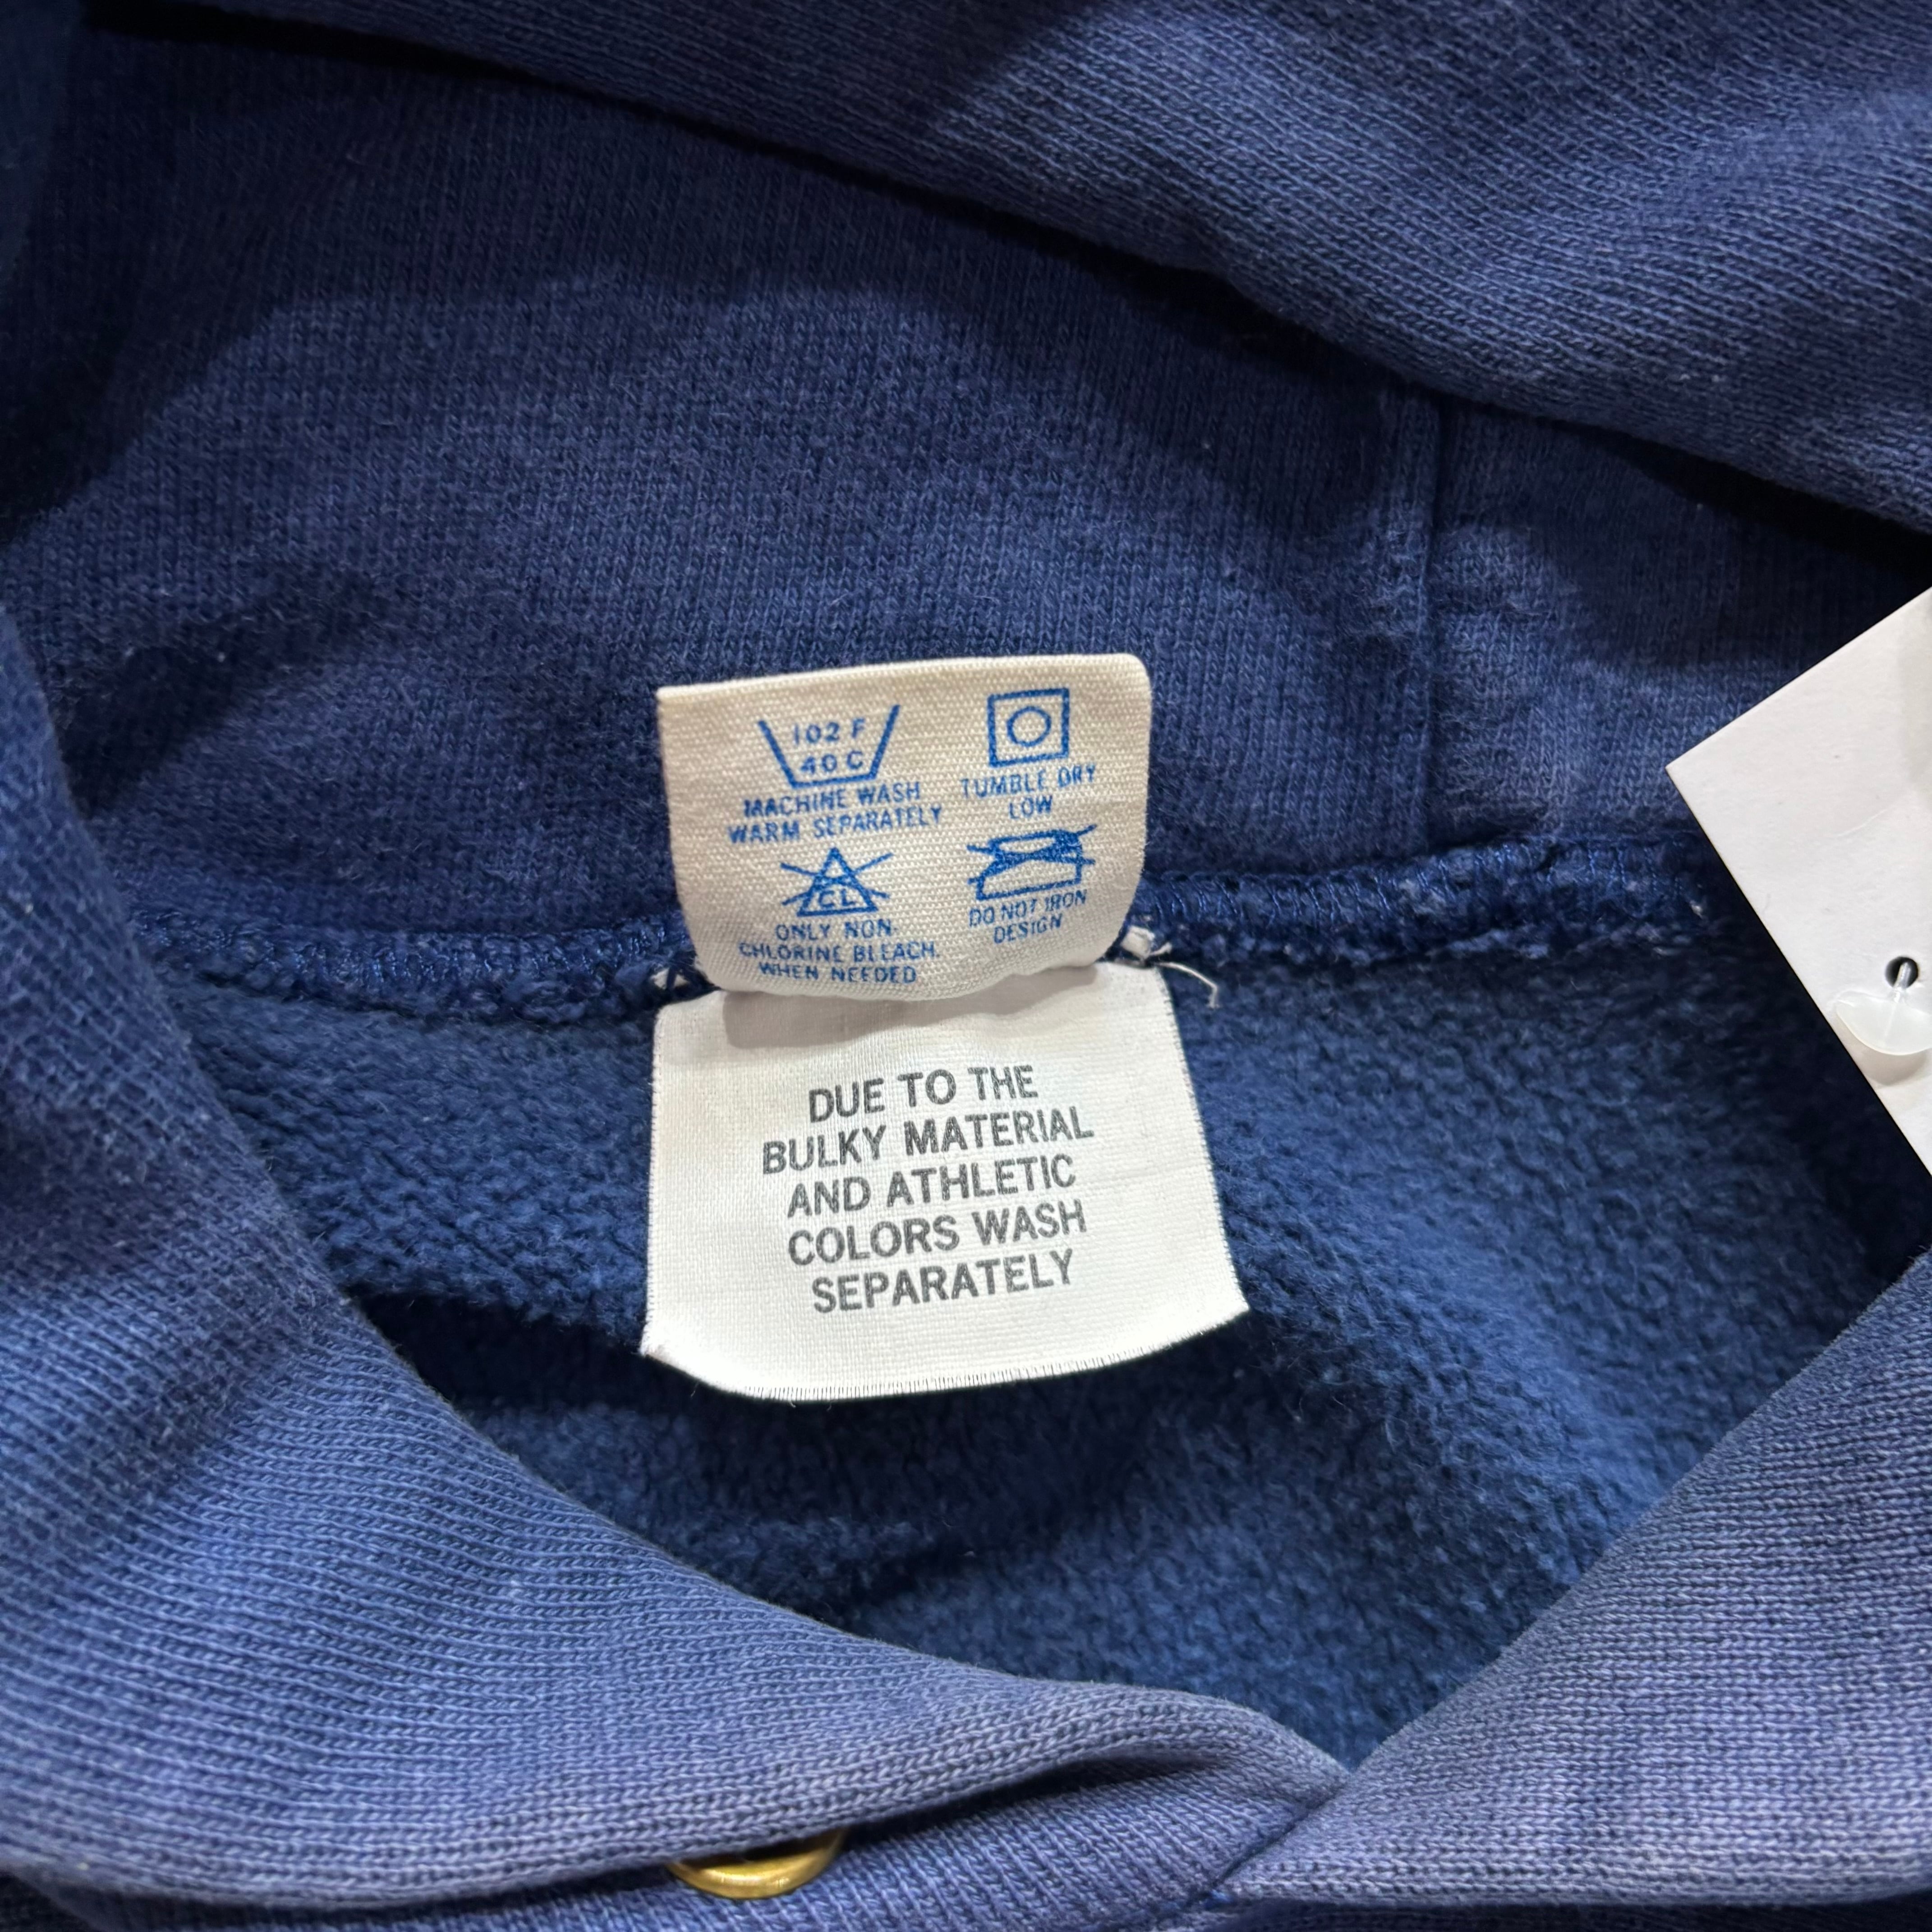 102 F
40 C
MACHINE WASH
WARM SEPARATELY
TUMBLE DRY
LOW
CL
ONLY NON-
CHLORINE BLEACH.
WHEN NEEDED
DO NOT IRON
DESIGN
DUE TO THE
BULKY MATERIAL
AND ATHLETIC
COLORS WASH
SEPARATELY